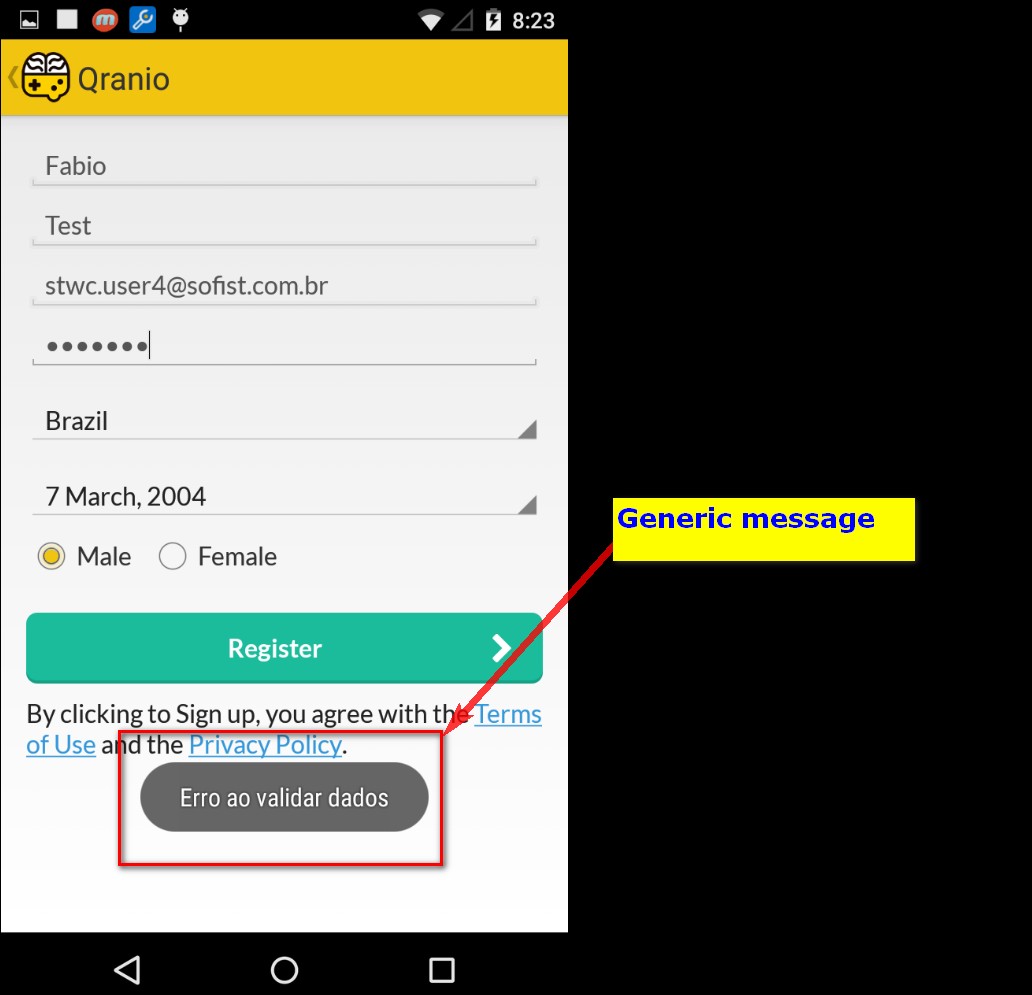 8:23
Qranio
Fabio
Test
stwc.user4@sofist.com.br
•••••••
Brazil
7 March, 2004
Male Female
Generic message
Register
By clicking to Sign up, you agree with the Terms
of Use and the Privacy Policy.
Erro ao validar dados